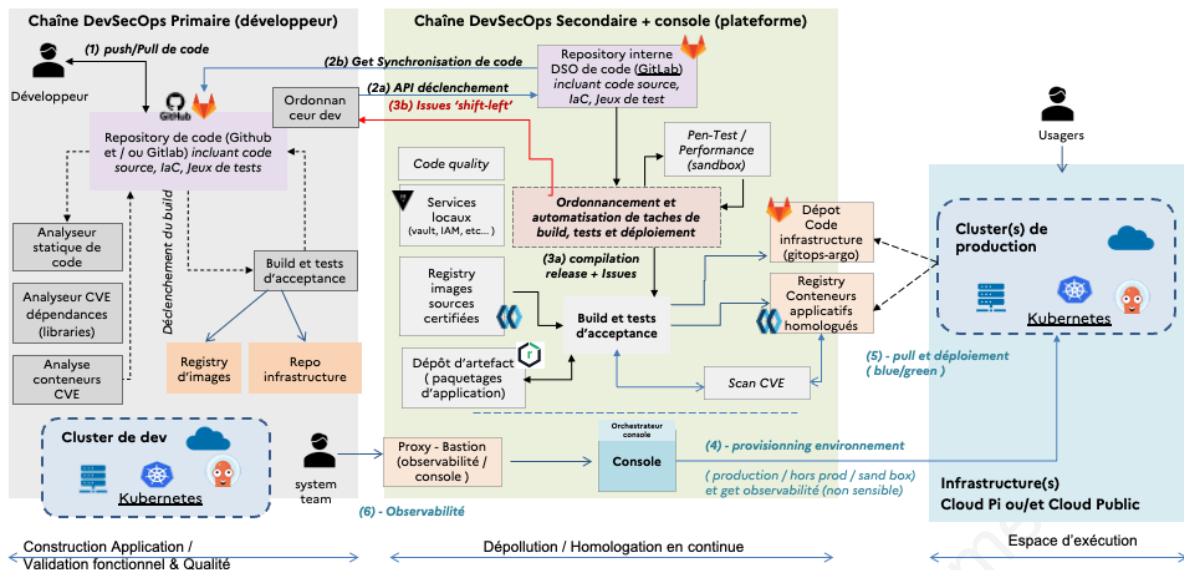 Chaîne DevSecOps Primaire (développeur)
(1) push/Pull de code
Développeur
GitHub
Ordonnan
ceur dev
Repository de code (Github
et / ou Gitlab) incluant code
source, IaC, Jeux de tests
Déclenchement du build
Analyseur
statique de
code
Analyseur CVE
dépendances
(libraries)
Analyse
conteneurs
CVE
Build et tests
d'acceptance
Registry
d'images
Repo
infrastructure
Cluster de dev
Kubernetes
system
team
Chaîne DevSecOps Secondaire + console (plateforme)
(2b) Get Synchronisation de code
(2a) API déclenchement
(3b) Issues 'shift-left'
Repository interne
DSO de code (GitLab)
incluant code source,
IaC, Jeux de test
Code quality
Pen-Test /
Performance
(sandbox)
Services
locaux
(vault, IAM, etc... )
Ordonnancement et
automatisation de taches de
build, tests et déploiement
Dépot
Code
infrastructure
(gitops-argo)
(3a) compilation
release + Issues
Registry
images
sources
certifiées
Build et tests
d'acceptance
Registry
Conteneurs
applicatifs
homologués
Dépôt d'artefact
( paquetages
d'application)
r
Scan CVE
Proxy - Bastion
(observabilité /
console )
Orchestrateur
console
Console
(4) - provisionning environnement
( production / hors prod / sand box)
et get observabilité (non sensible)
(6) - Observabilité
Usagers
Cluster(s) de
production
Kubernetes
(5) - pull et déploiement
( blue/green )
Infrastructure(s)
Cloud Pi ou/et Cloud Public
Construction Application /
Validation fonctionnel & Qualité
Dépollution / Homologation en continue
Espace d'exécution